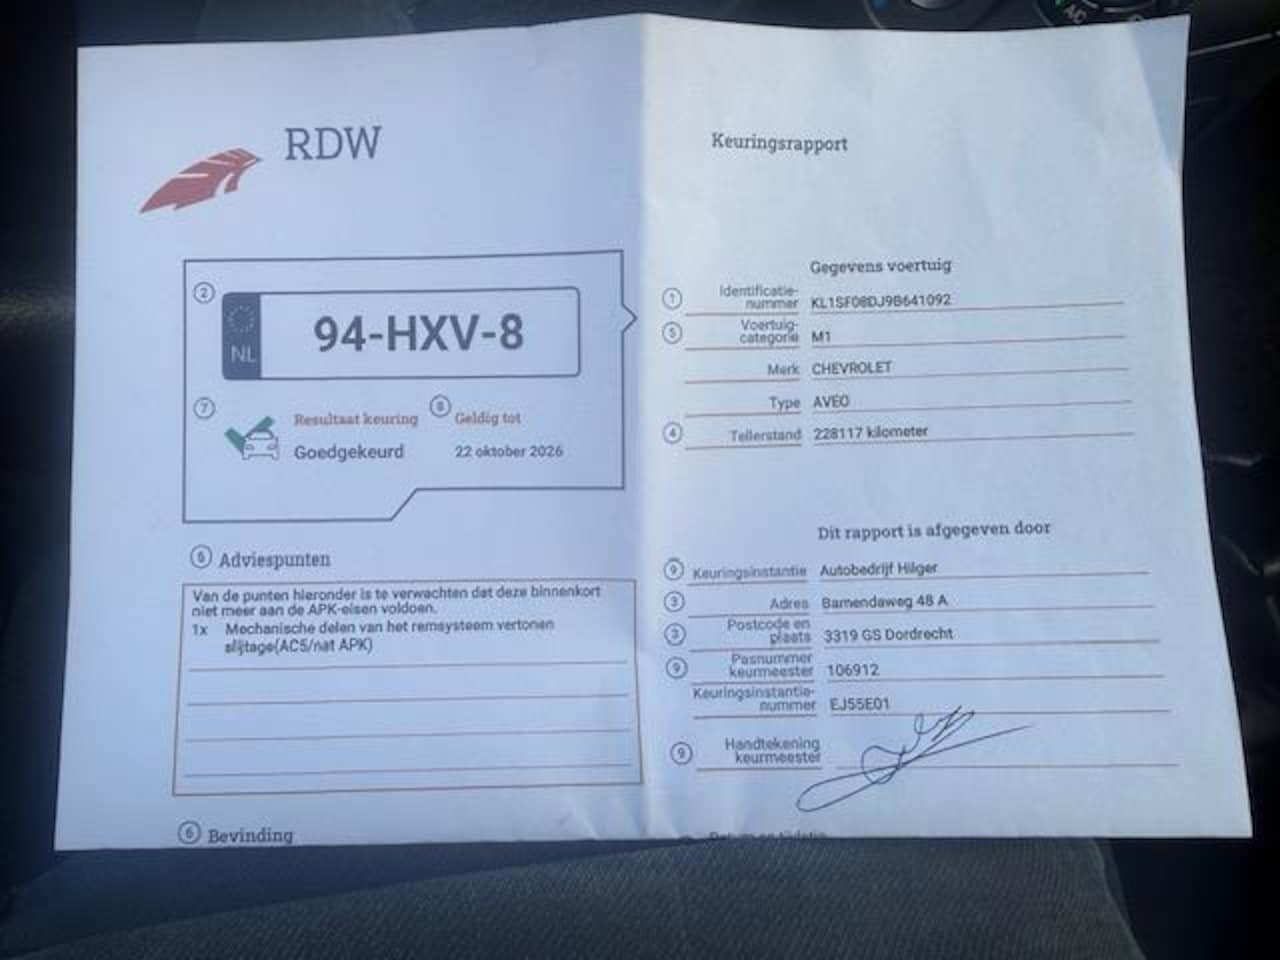 RDW
Keuringsrapport
2
NL
94-HXV-8
7
Resultaat keuring
8
Geldig tot
Goedgekeurd
22 oktober 2026
5 Adviespunten
Van de punten hieronder is te verwachten dat deze binnenkort
niet meer aan de APK-eisen voldoen.
1x Mechanische delen van het remsysteem vertonen
slijtage(AC5/nat APK)
6 Bevinding
Gegevens voertuig
1 Identificatie-
nummer KL1SF08DJ9B641092
5 Voertuig-
categorie M1
Merk CHEVROLET
Type AVEO
4 Tellerstand 228117 kilometer
Dit rapport is afgegeven door
9 Keuringsinstantie Autobedrijf Hilger
3 Adres Bamendaweg 48 A
3 Postcode en
plaats 3319 GS Dordrecht
9 Pasnummer
keurmeester 106912
Keuringsinstantie-
nummer EJ55E01
9 Handtekening
keurmeester
AC